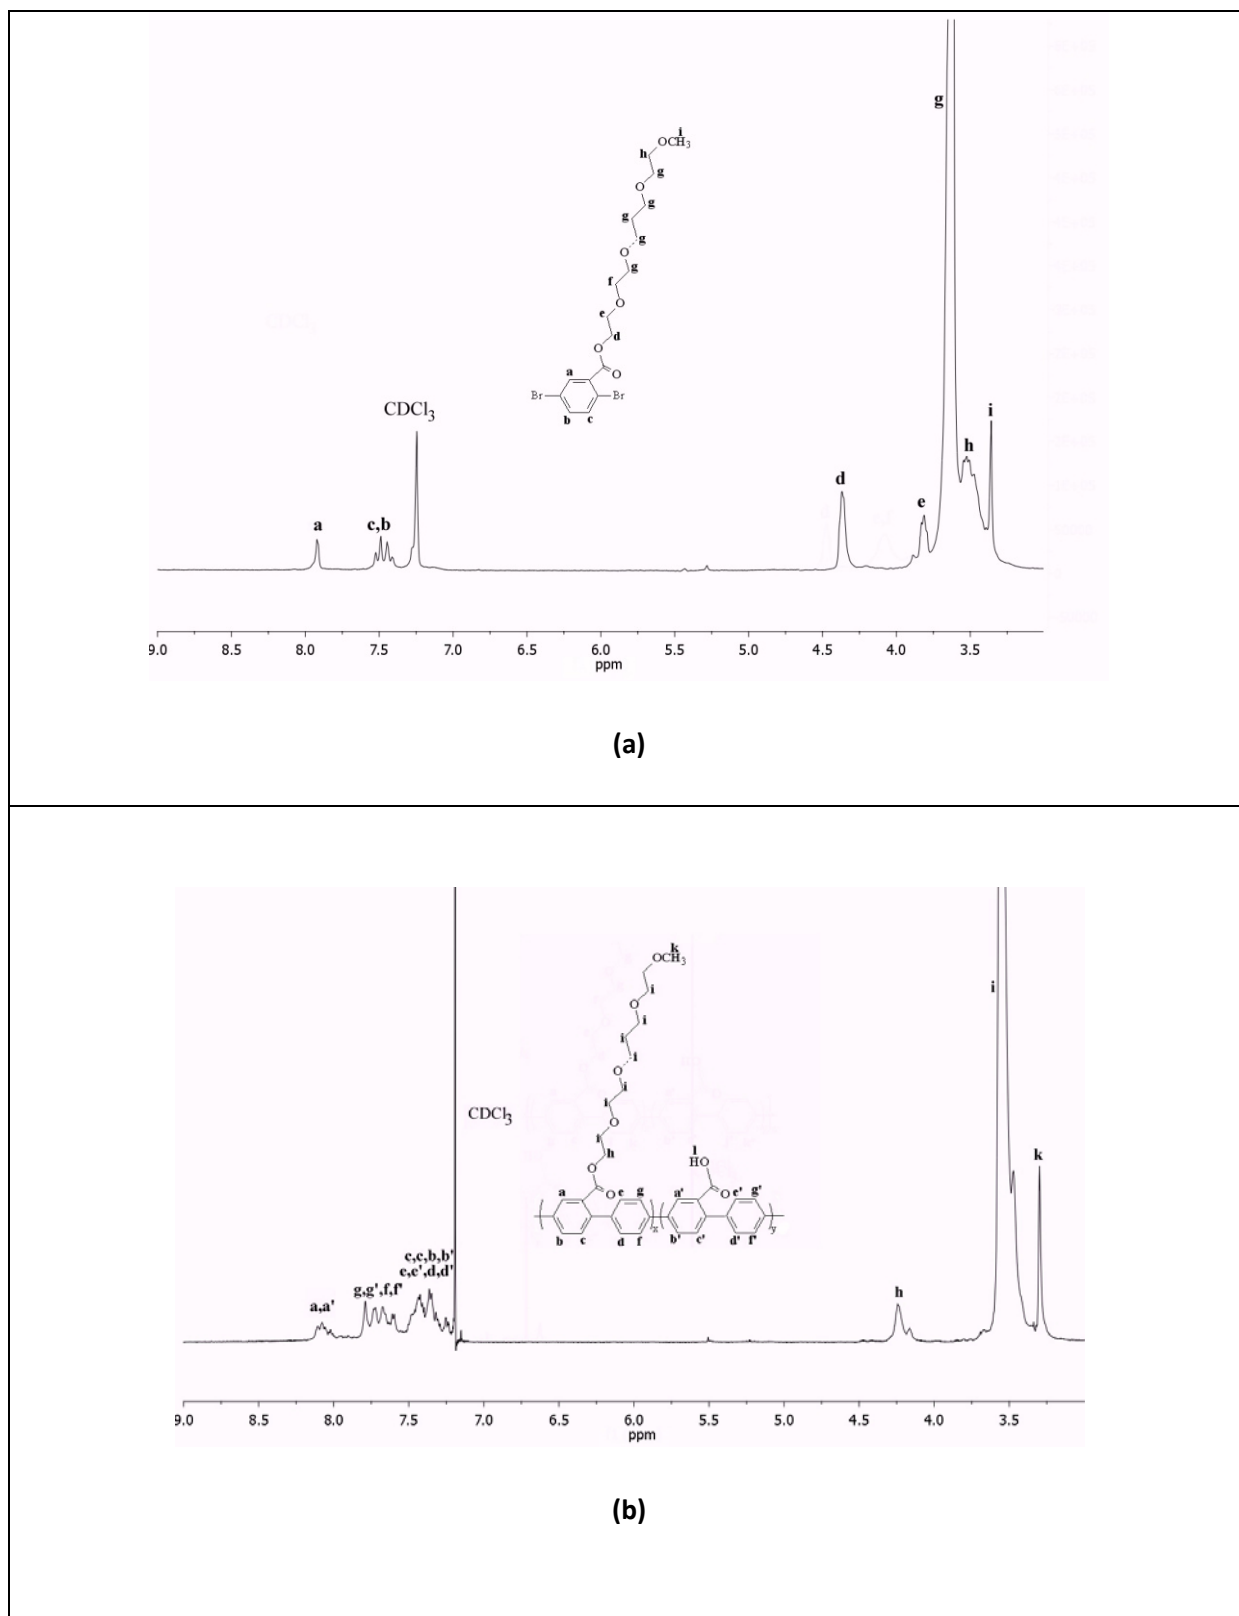 g
i
OCH3
h
g
O
g
g
g
O
g
f
O
e
d
O
a
O
Br
Br
b
c
CDCl3
a
c,b
d
e
h
i
9.0 8.5 8.0 7.5 7.0 6.5 6.0 5.5 5.0 4.5 4.0 3.5
ppm
(a)
k
OCH3
i
O
i
i
i
O
i
i
O
i
h
O
O
l
HO
O
a
e
g
a'
e'
g'
b
c
d
f
x
b'
c'
d'
f'
y
CDCl3
i
k
h
a,a'
g,g',f,f'
c,c,b,b'
e,e',d,d'
9.0 8.5 8.0 7.5 7.0 6.5 6.0 5.5 5.0 4.5 4.0 3.5
ppm
(b)